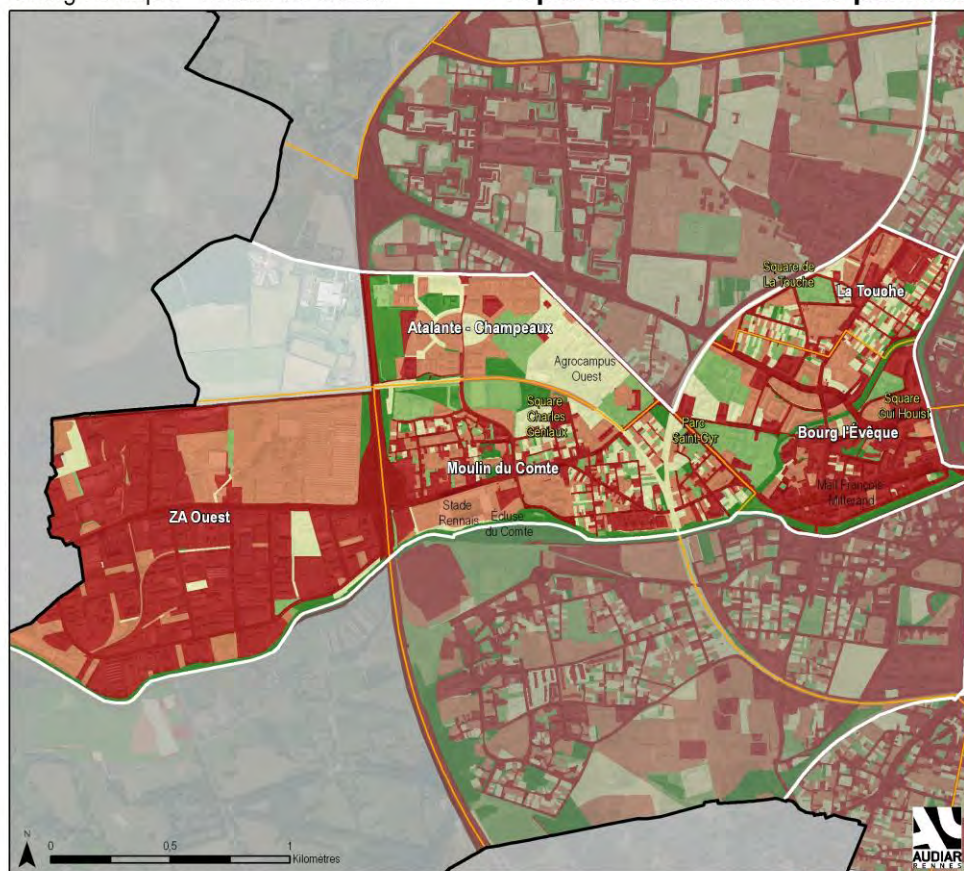 Square de
La Touche
La Touche
Atalante - Champeaux
Agrocampus
Ouest
Square
Charles
Géniaux
Parc
Saint-Cyr
Square
Gui Houist
Bourg l'Évêque
Moulin du Comte
Mail François
Mitterand
Stade
Rennais
Écluse
du Comte
ZA Ouest
N
0 0,5 1
Kilomètres
AUDIAR
RENNES